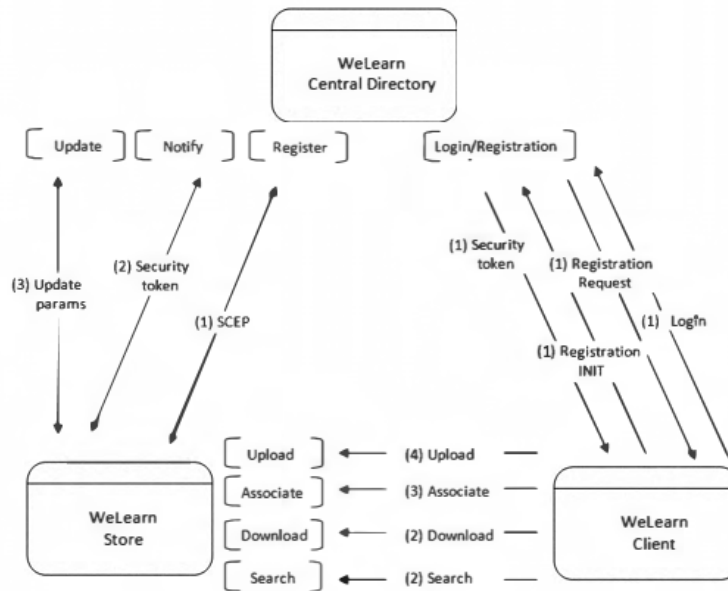 WeLearn
Central Directory
Update
Notify
Register
Login/Registration
(1) Security
token
(2) Security
token
(1) Registration
Request
(3) Update
params
(1) SCEP
(1) Login
(1) Registration
INIT
Upload
(4) Upload
Associate
(3) Associate
WeLearn
Store
Download
(2) Download
WeLearn
Client
Search
(2) Search